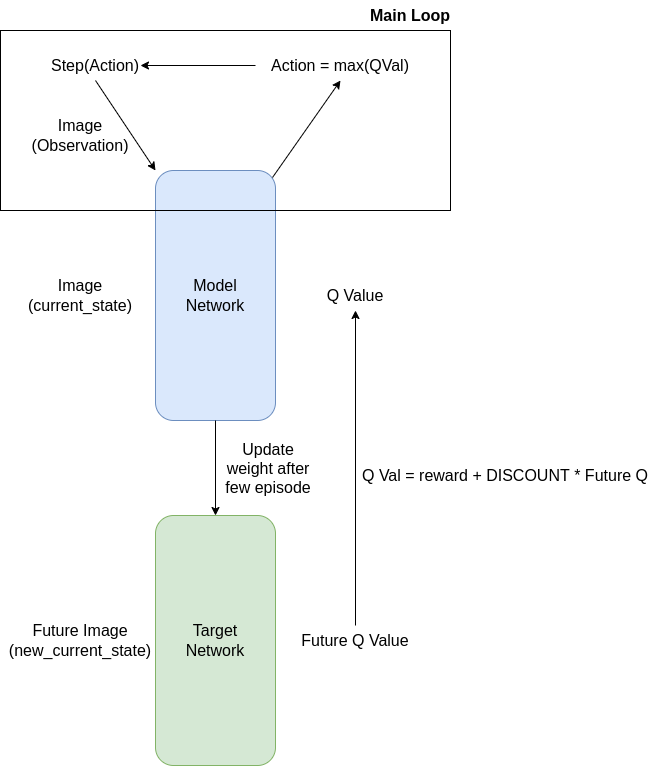 Main Loop
Step(Action)
Action = max(QVal)
Image
(Observation)
Image
(current_state)
Model
Network
Q Value
Update
weight after
few episode
Q Val = reward + DISCOUNT * Future Q
Future Image
(new_current_state)
Target
Network
Future Q Value